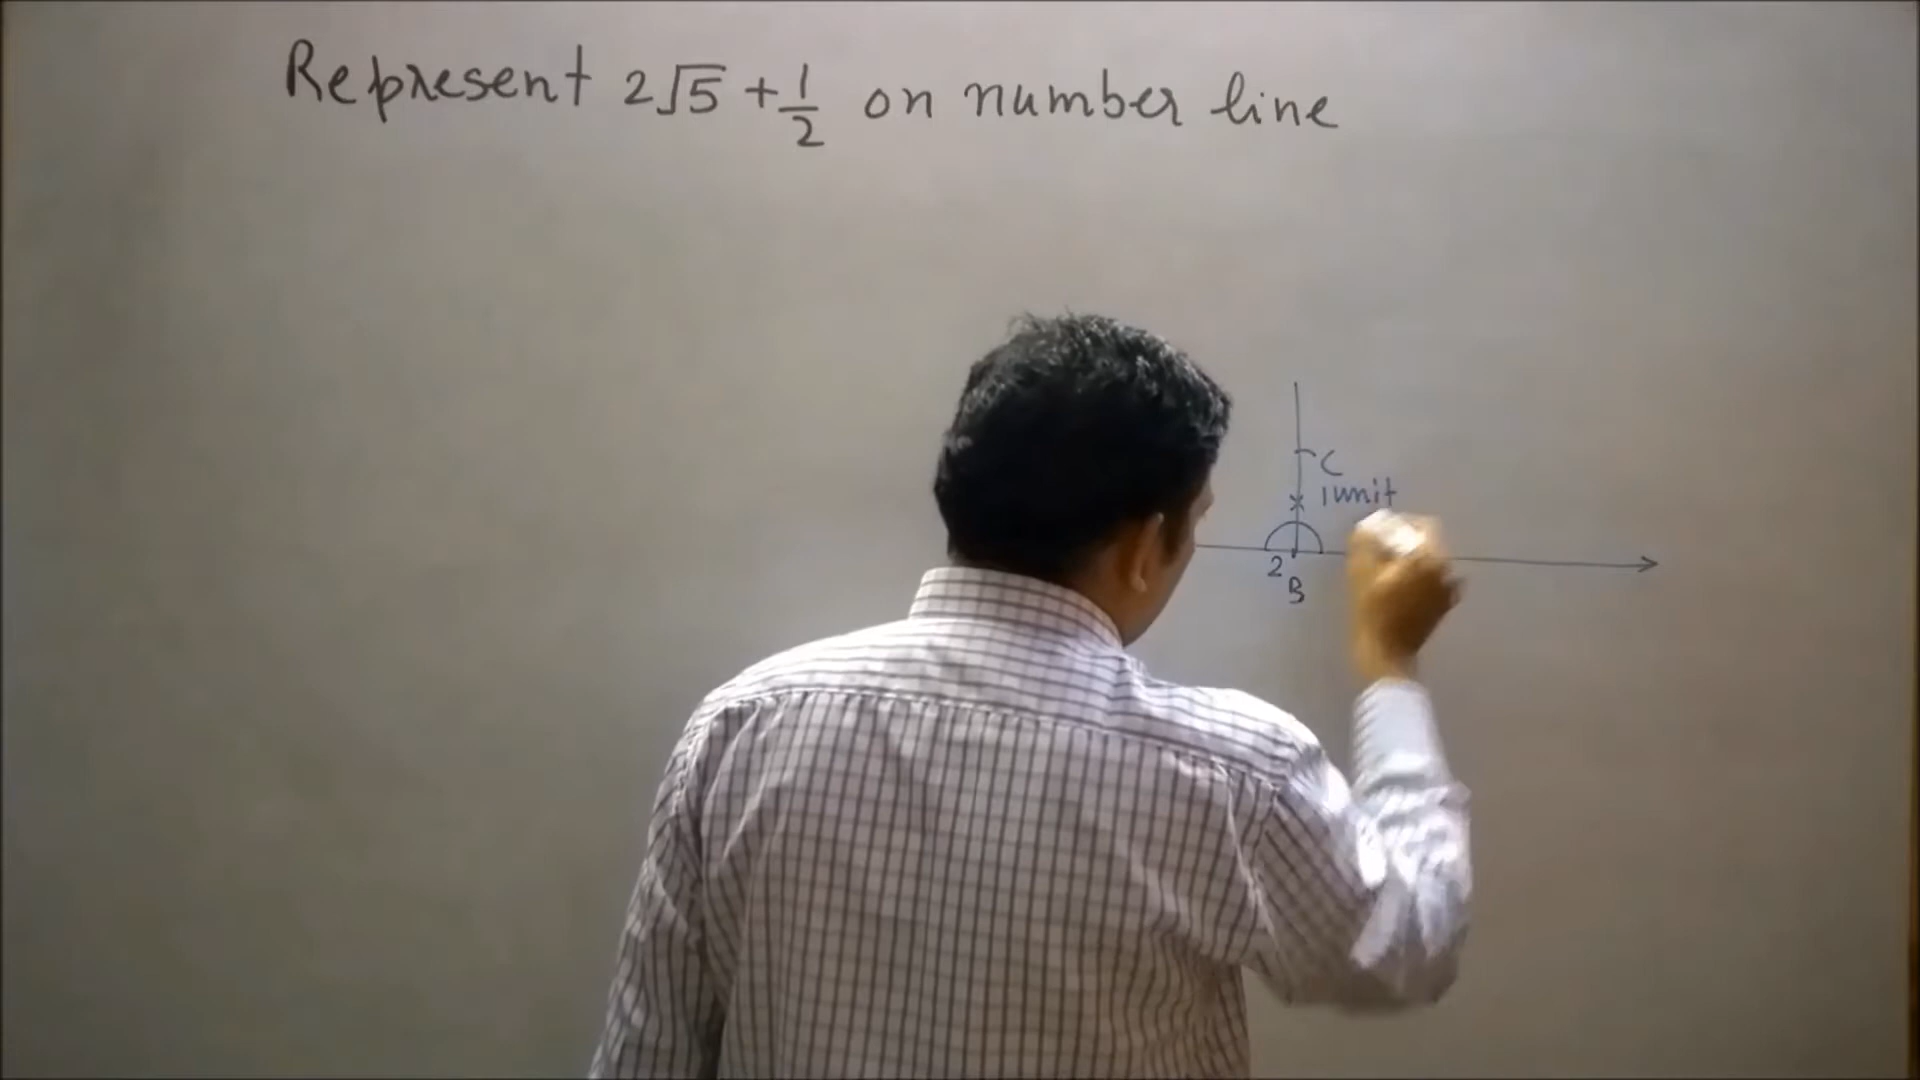 Represent 2√5 + 1/2 on number line
C
1 unit
2
B